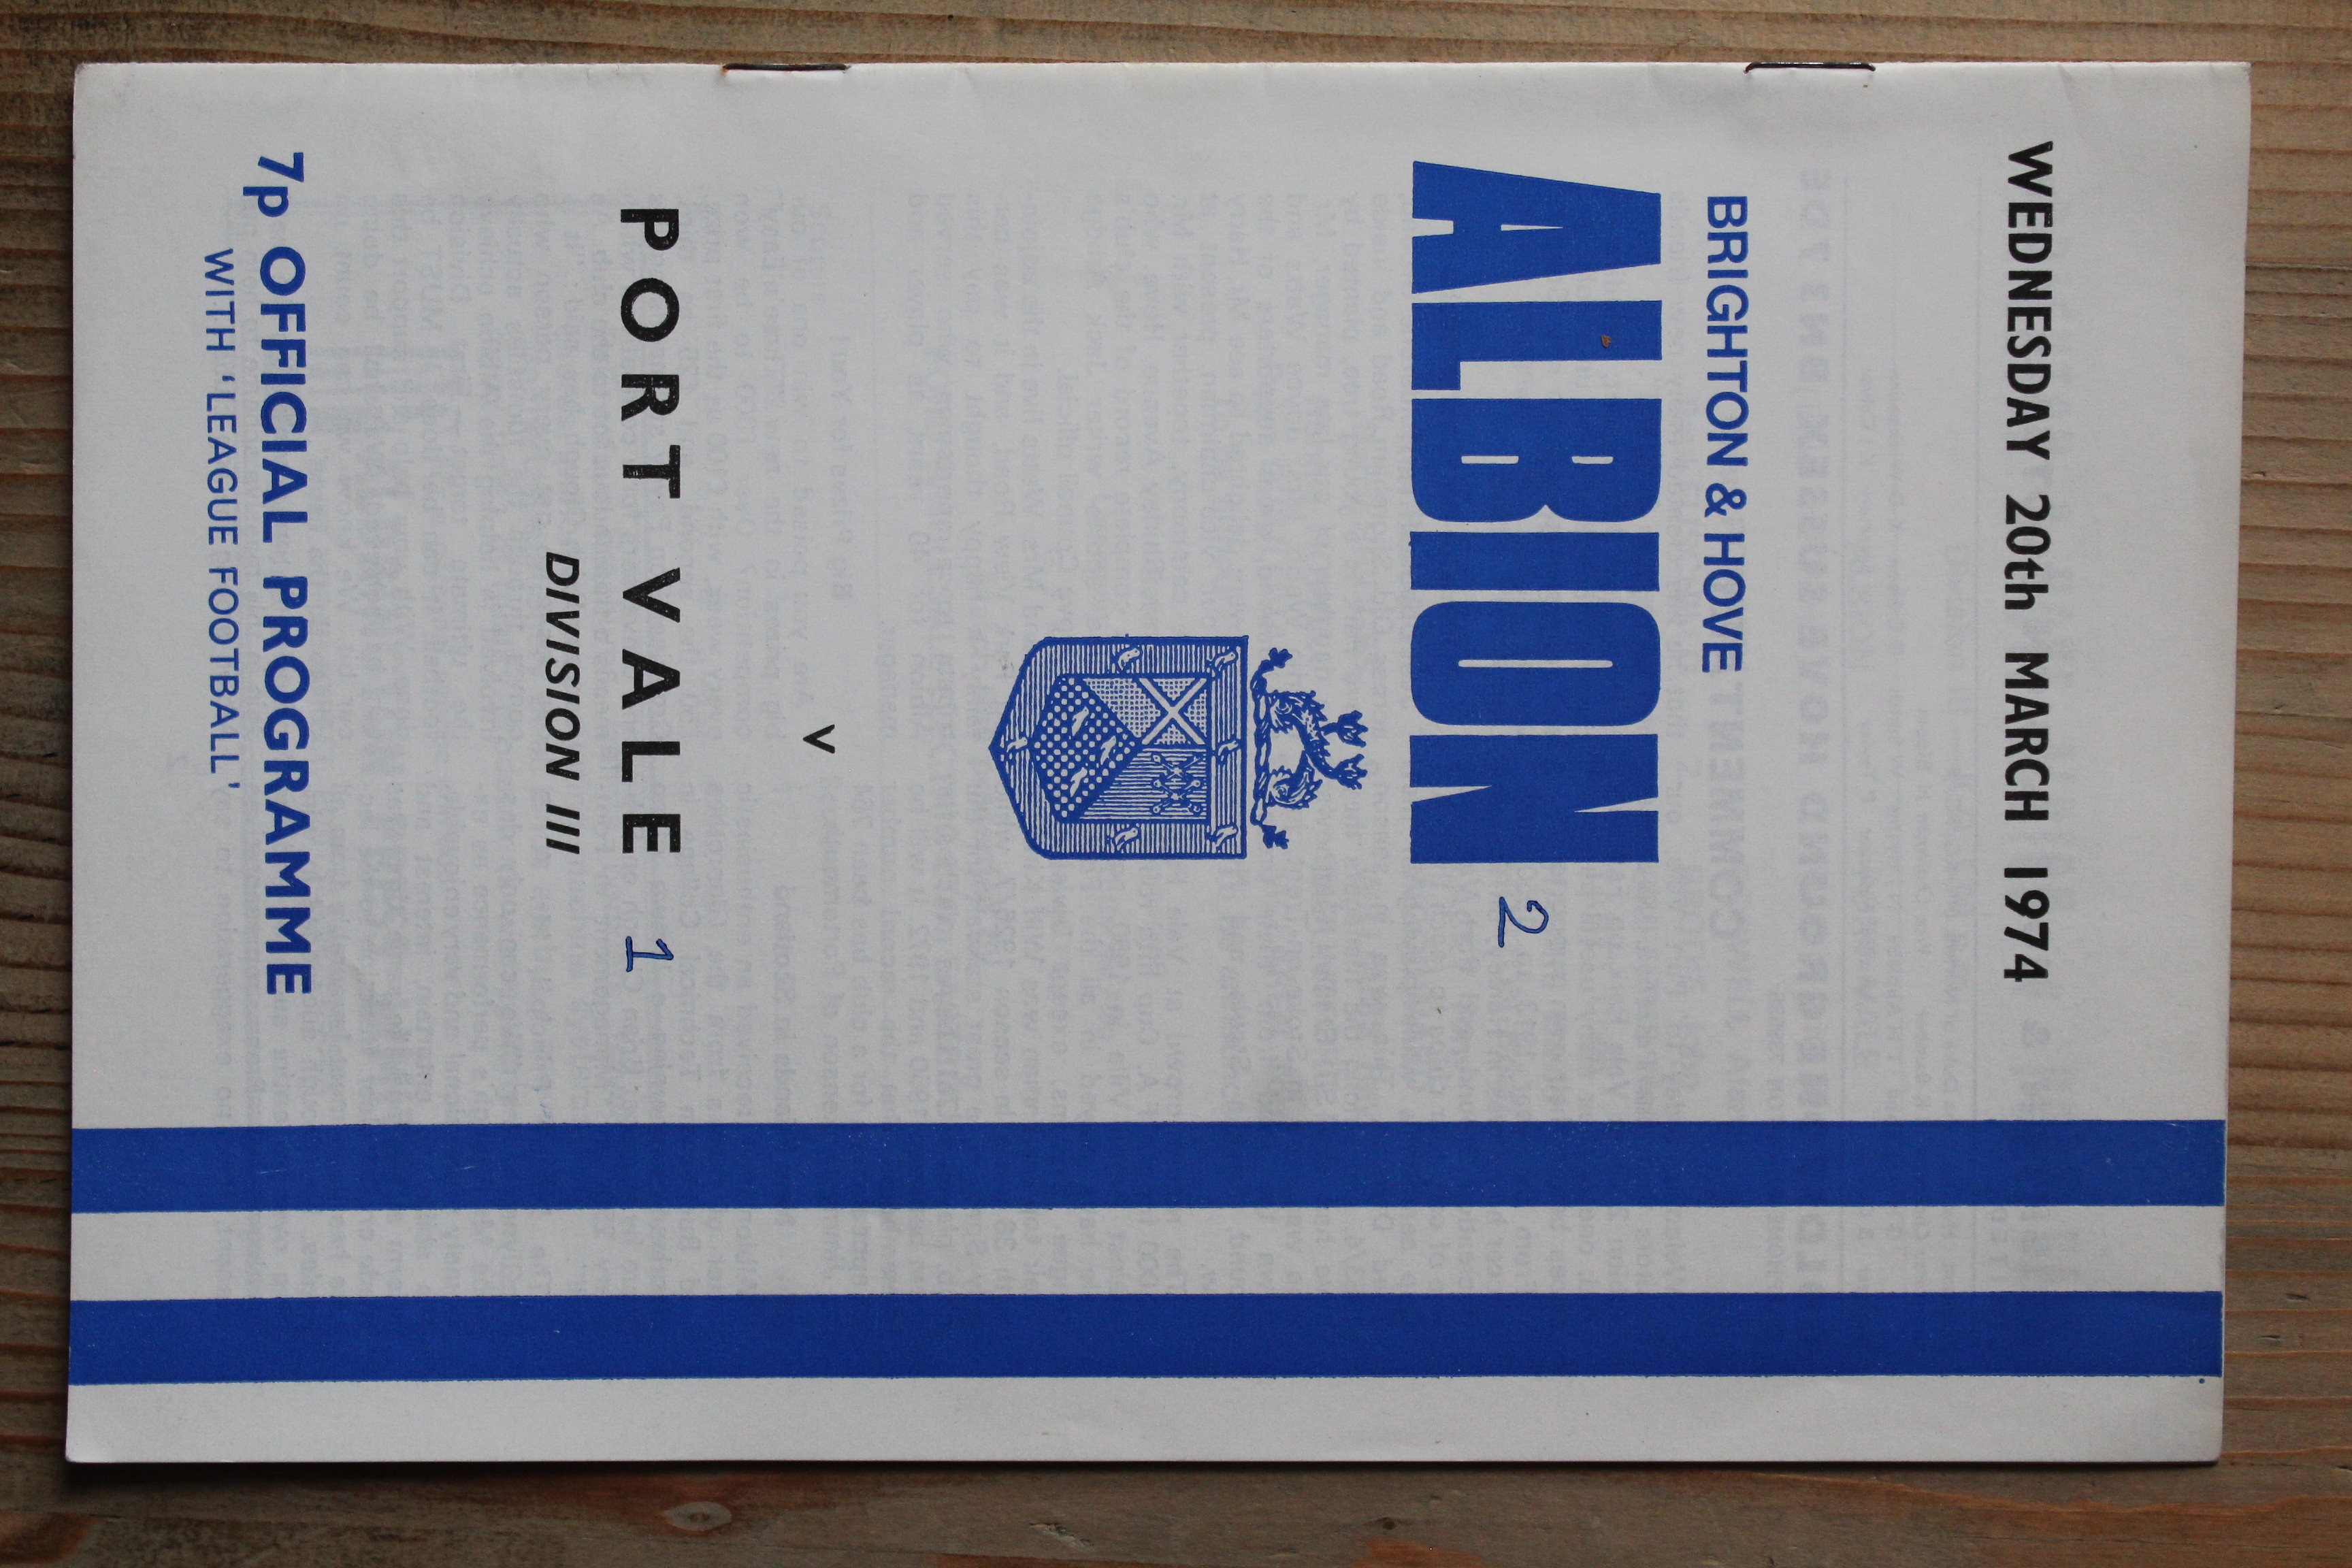 WEDNESDAY 20th MARCH 1974
BRIGHTON & HOVE
ALBION 2
v
PORT VALE 1
DIVISION III
7p OFFICIAL PROGRAMME
WITH 'LEAGUE FOOTBALL'